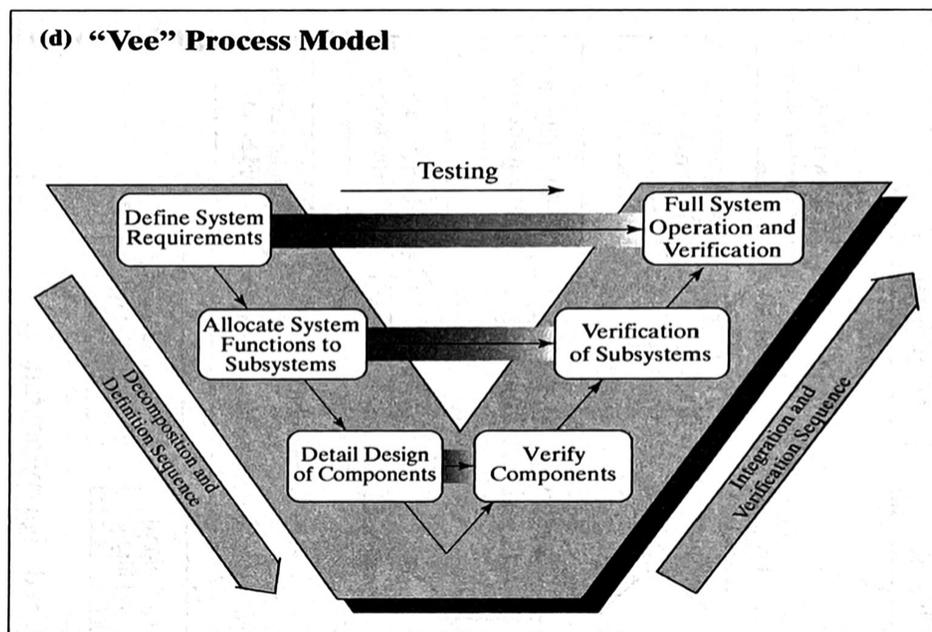 (d) “Vee” Process Model
Testing
Define System
Requirements
Full System
Operation and
Verification
Allocate System
Functions to
Subsystems
Verification
of Subsystems
Detail Design
of Components
Verify
Components
Decomposition and
Definition Sequence
Integration and
Verification Sequence